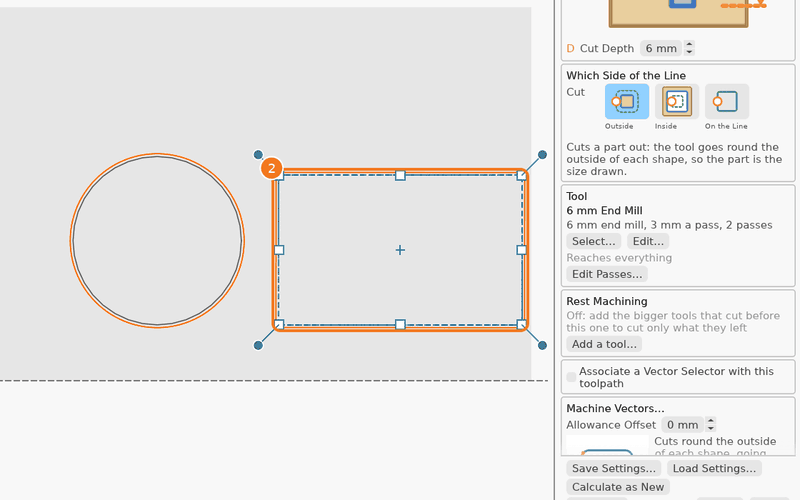 D Cut Depth 6 mm
Which Side of the Line
Cut
Outside Inside On the Line
Cuts a part out: the tool goes round the
outside of each shape, so the part is the
size drawn.
2
Tool
6 mm End Mill
6 mm end mill, 3 mm a pass, 2 passes
Select... Edit...
Reaches everything
Edit Passes...
Rest Machining
Off: add the bigger tools that cut before
this one to cut only what they left
Add a tool...
Associate a Vector Selector with this
toolpath
Machine Vectors...
Allowance Offset 0 mm
Cuts round the outside
of each shape, going
Save Settings... Load Settings...
Calculate as New